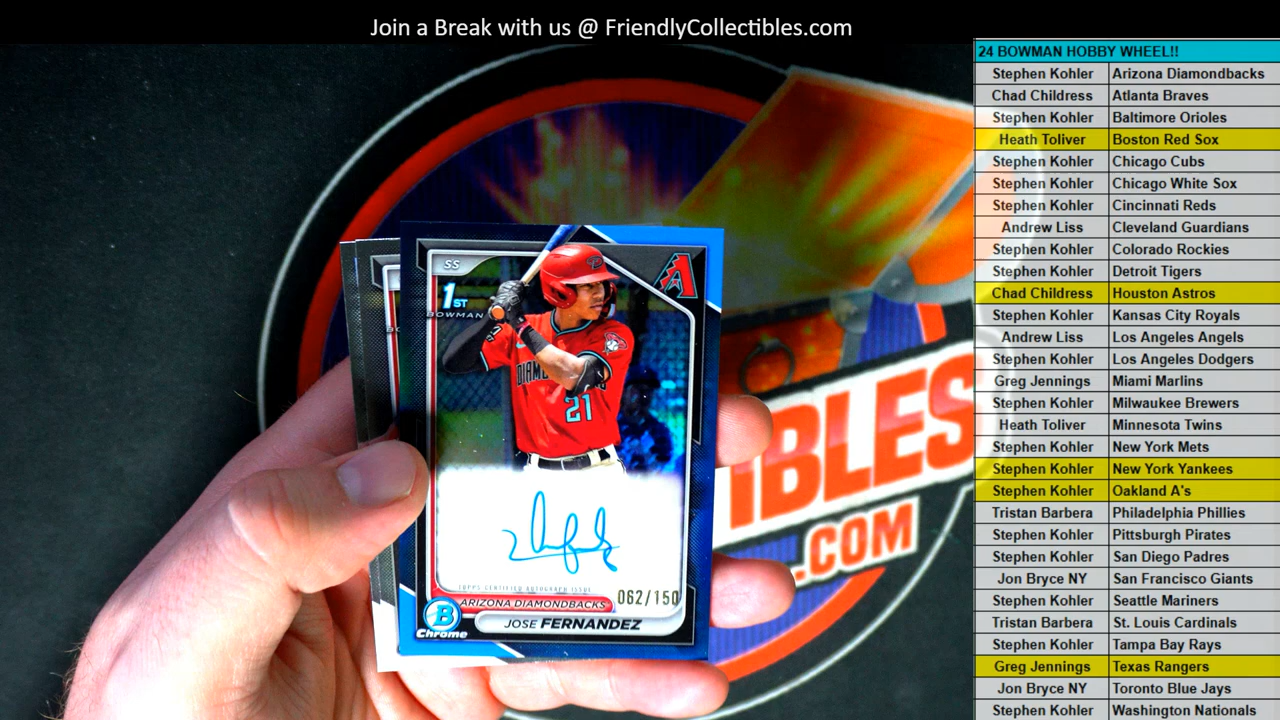 Join a Break with us @ FriendlyCollectibles.com
24 BOWMAN HOBBY WHEEL!!
Stephen Kohler Arizona Diamondbacks
Chad Childress Atlanta Braves
Stephen Kohler Baltimore Orioles
Heath Toliver Boston Red Sox
Stephen Kohler Chicago Cubs
Stephen Kohler Chicago White Sox
Stephen Kohler Cincinnati Reds
Andrew Liss Cleveland Guardians
Stephen Kohler Colorado Rockies
Stephen Kohler Detroit Tigers
Chad Childress Houston Astros
Stephen Kohler Kansas City Royals
Andrew Liss Los Angeles Angels
Stephen Kohler Los Angeles Dodgers
Greg Jennings Miami Marlins
Stephen Kohler Milwaukee Brewers
Heath Toliver Minnesota Twins
Stephen Kohler New York Mets
Stephen Kohler New York Yankees
Stephen Kohler Oakland A's
Tristan Barbera Philadelphia Phillies
Stephen Kohler Pittsburgh Pirates
Stephen Kohler San Diego Padres
Jon Bryce NY San Francisco Giants
Stephen Kohler Seattle Mariners
Tristan Barbera St. Louis Cardinals
Stephen Kohler Tampa Bay Rays
Greg Jennings Texas Rangers
Jon Bryce NY Toronto Blue Jays
Stephen Kohler Washington Nationals
SS
1ST
BOWMAN
21
TOPPS CERTIFIED AUTOGRAPH ISSUE
062/150
ARIZONA DIAMONDBACKS
JOSE FERNANDEZ
B
Chrome
IBLES
.COM